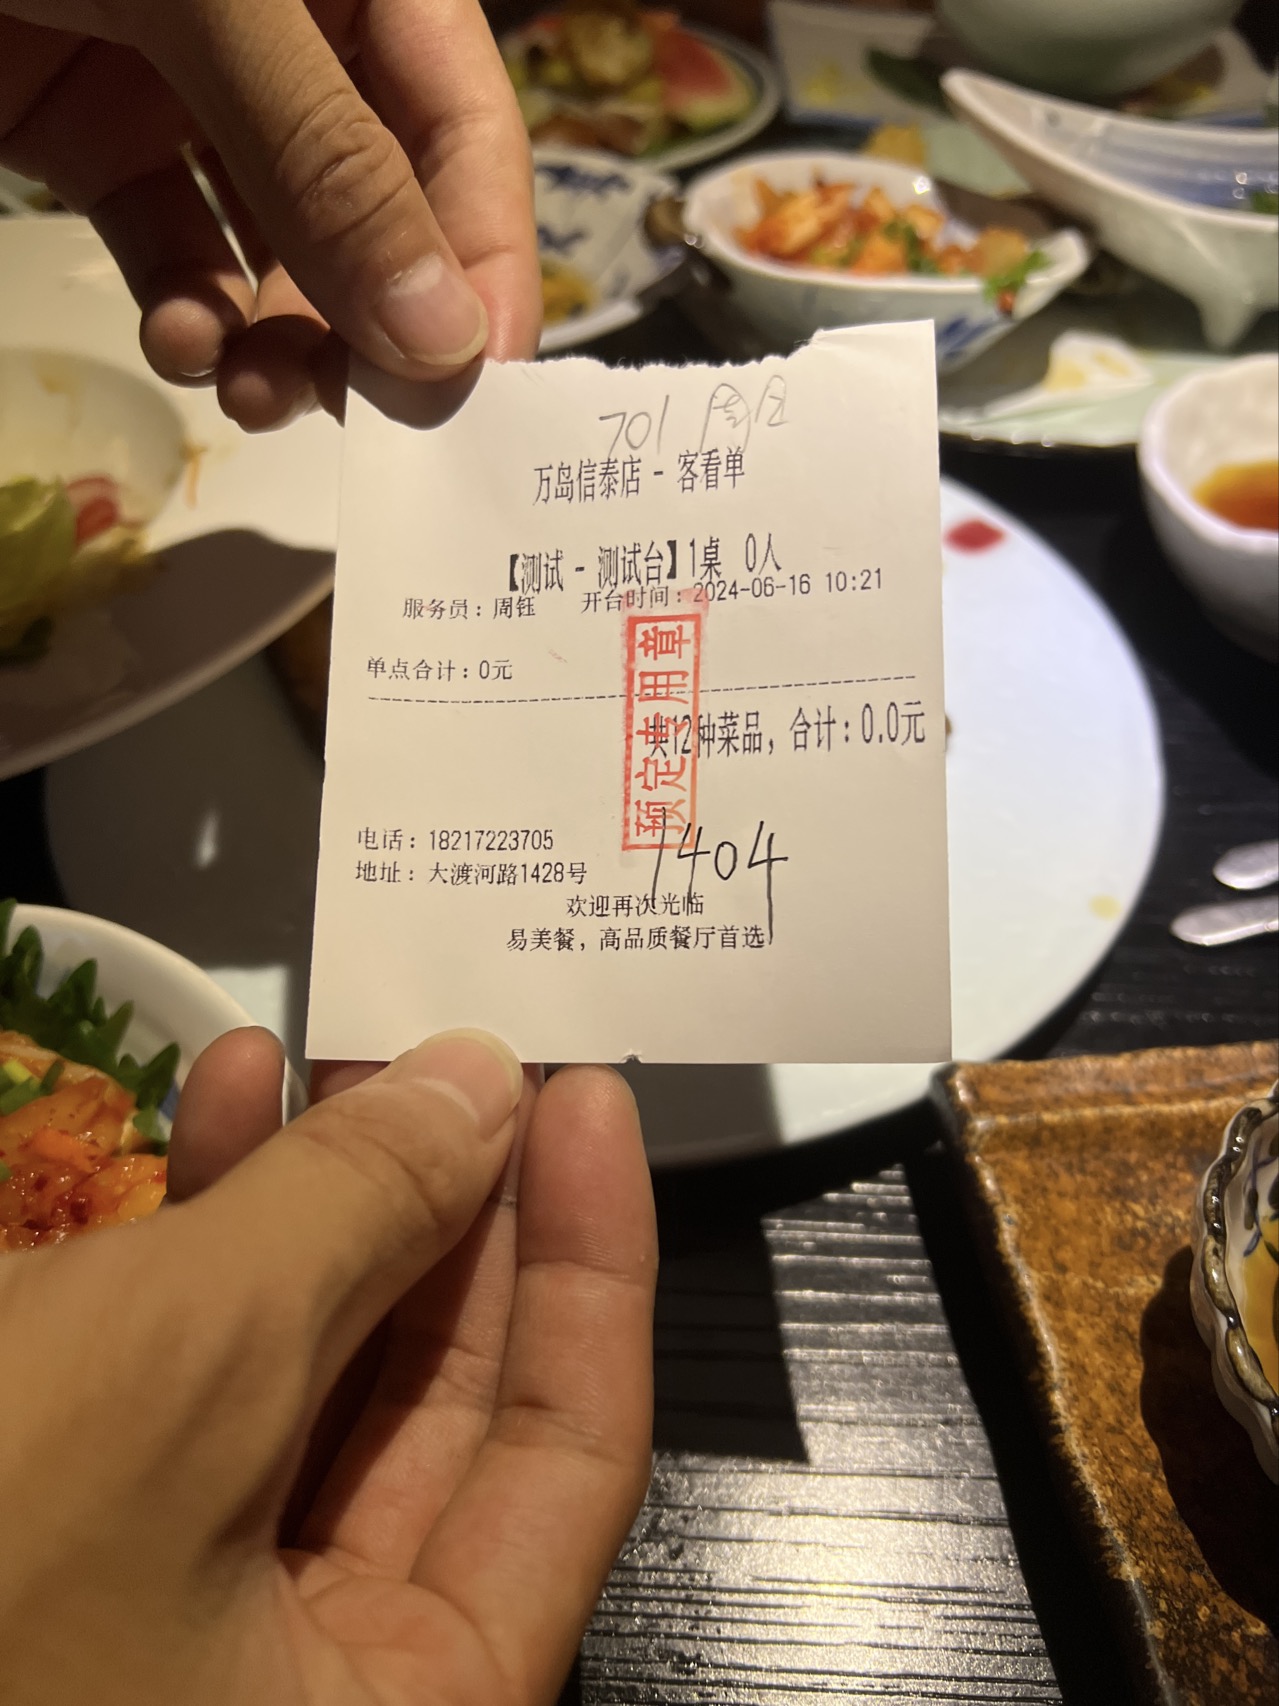 701 周
万岛信泰店 - 客看单
【测试 - 测试台】1桌 0人
服务员：周钰 开台时间：2024-06-16 10:21
单点合计：0元
共12种菜品，合计：0.0元
预定专用章
电话：18217223705
1404
地址：大渡河路1428号
欢迎再次光临
易美餐，高品质餐厅首选